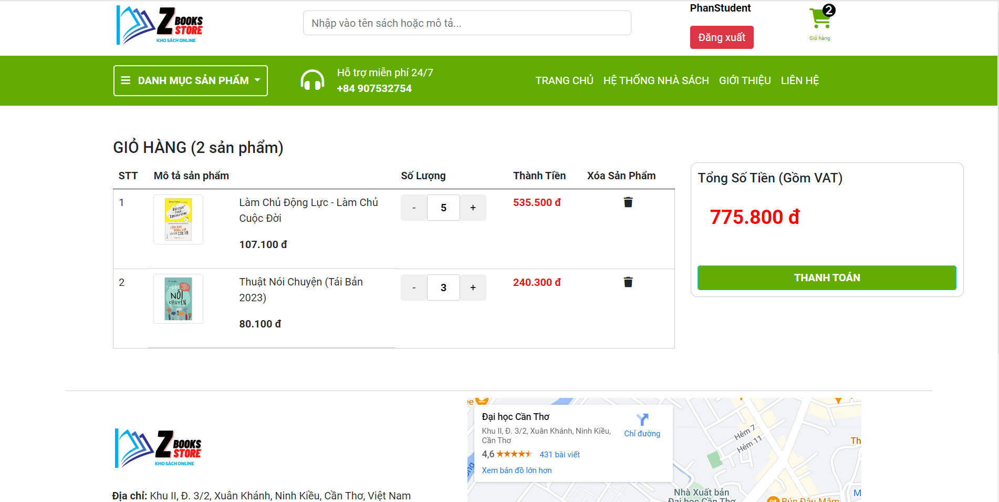 Z BOOKS STORE
KHO SÁCH ONLINE
Nhập vào tên sách hoặc mô tả...
PhanStudent
Đăng xuất
2
Giỏ hàng
DANH MỤC SẢN PHẨM
Hỗ trợ miễn phí 24/7
+84 907532754
TRANG CHỦ HỆ THỐNG NHÀ SÁCH GIỚI THIỆU LIÊN HỆ
GIỎ HÀNG (2 sản phẩm)
STT Mô tả sản phẩm Số Lượng Thành Tiền Xóa Sản Phẩm
1 Làm Chủ Động Lực - Làm Chủ - 5 + 535.500 đ
Cuộc Đời
107.100 đ
2 Thuật Nói Chuyện (Tái Bản - 3 + 240.300 đ
2023)
80.100 đ
THUẬT
NÓI
CHUYỆN
Tổng Số Tiền (Gồm VAT)
775.800 đ
THANH TOÁN
Z BOOKS STORE
KHO SÁCH ONLINE
Địa chỉ: Khu II, Đ. 3/2, Xuân Khánh, Ninh Kiều, Cần Thơ, Việt Nam
Đại học Cần Thơ
Khu II, Đ. 3/2, Xuân Khánh, Ninh Kiều,
Cần Thơ
Chỉ đường
4,6 431 bài viết
Xem bản đồ lớn hơn
Hẻm 7
Hẻm 11
Th
M
Nhà Xuất bản
Đại học Cần Thơ
Bún Đậu Mắm